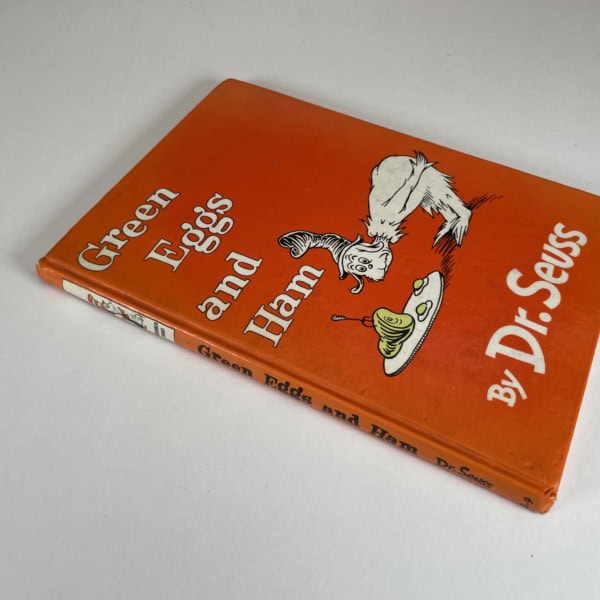 Green
Eggs
and
Ham
By Dr. Seuss
Green Eggs and Ham Dr. Seuss